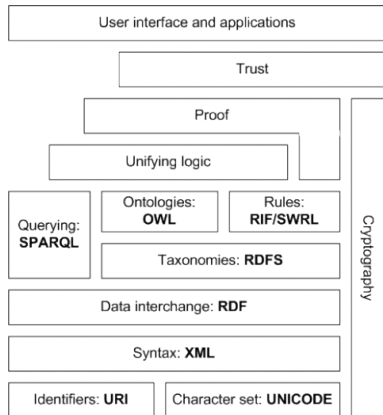 User interface and applications
Trust
Proof
Unifying logic
Querying:
SPARQL
Ontologies:
OWL
Rules:
RIF/SWRL
Taxonomies: RDFS
Data interchange: RDF
Syntax: XML
Identifiers: URI
Character set: UNICODE
Cryptography